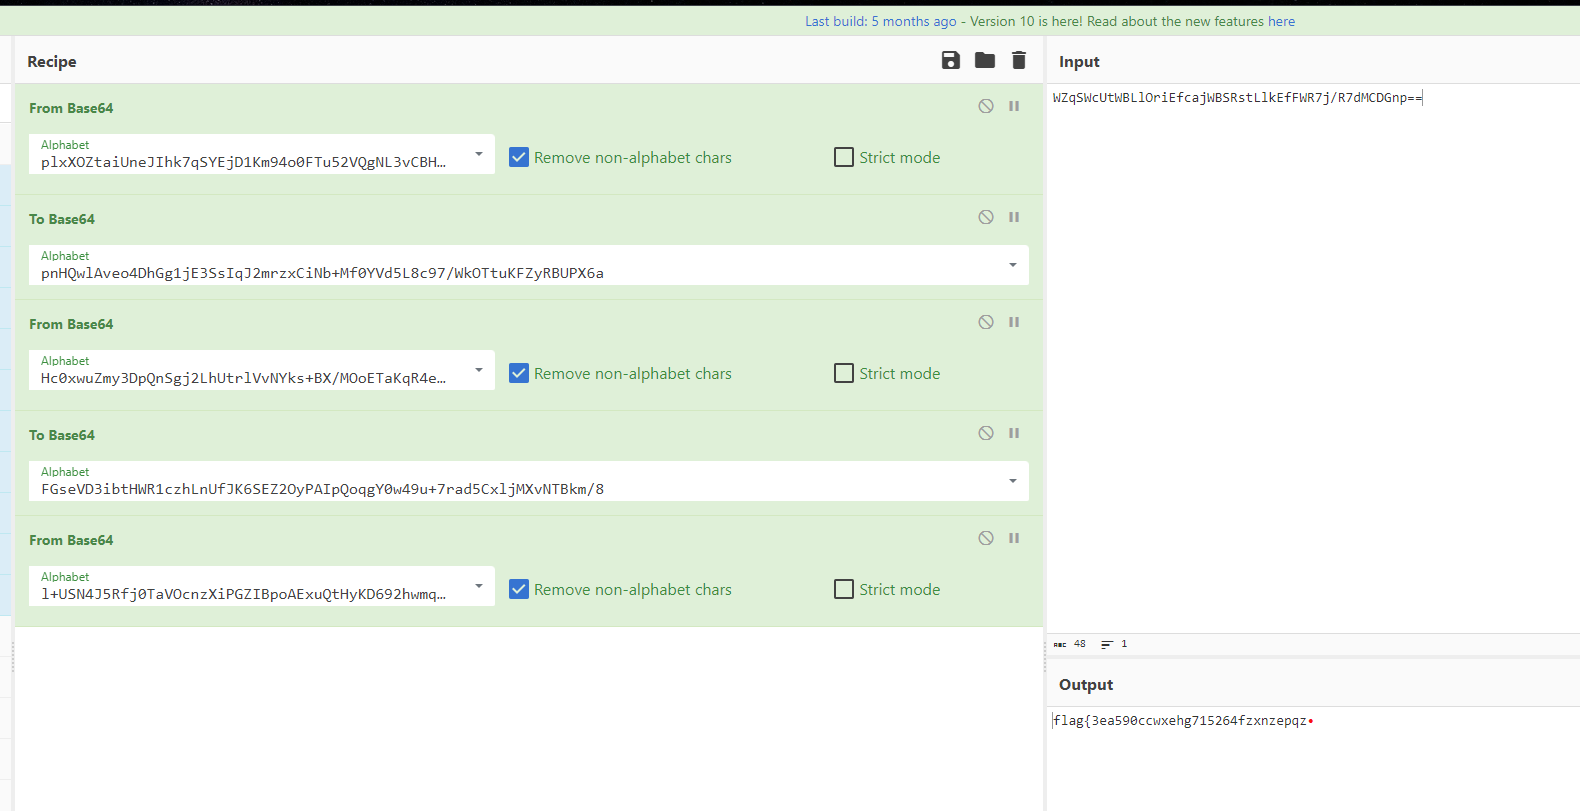 Last build: 5 months ago - Version 10 is here! Read about the new features here
Recipe
From Base64
Alphabet
plxXOZtaiUneJIhk7qSYEjD1Km94o0FTu52VQgNL3vCBH…
Remove non-alphabet chars
Strict mode
To Base64
Alphabet
pnHQwlAveo4DhGg1jE3SsIqJ2mrzxCiNb+Mf0YVd5L8c97/WkOTtuKFZyRBUPX6a
From Base64
Alphabet
Hc0xwuZmy3DpQnSgj2LhUtrlVvNYks+BX/MOoETaKqR4e…
Remove non-alphabet chars
Strict mode
To Base64
Alphabet
FGseVD3ibtHWR1czhLnUfJK6SEZ2OyPAIpQoqgY0w49u+7rad5CxljMXvNTBkm/8
From Base64
Alphabet
l+USN4J5Rfj0TaVOcnzXiPGZIBpoAExuQtHyKD692hwmq…
Remove non-alphabet chars
Strict mode
Input
WZqSWcUtWBLlOriEfcajWBSRstLlkEfFWR7j/R7dMCDGnp==
ABC 48 1
Output
flag{3ea590ccwxehg715264fzxnzepqz•